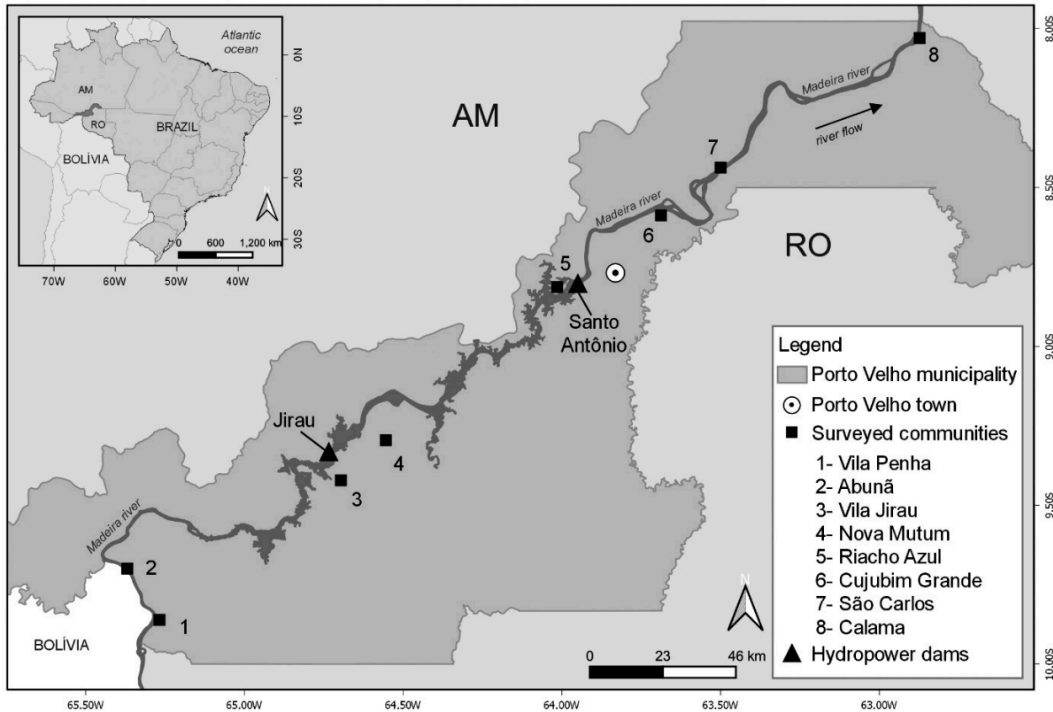 Atlantic
ocean
0N
AM
RO
BRAZIL
BOLÍVIA
10S
20S
30S
N
0 600 1,200 km
70W 60W 50W 40W
8.00S
8
Madeira river
river flow
AM
7
8.50S
Madeira river
6
RO
5
Santo
Antônio
9.00S
Jirau
4
3
9.50S
Madeira river
2
1
BOLÍVIA
10.00S
N
0 23 46 km
Legend
Porto Velho municipality
Porto Velho town
Surveyed communities
1- Vila Penha
2- Abunã
3- Vila Jirau
4- Nova Mutum
5- Riacho Azul
6- Cujubim Grande
7- São Carlos
8- Calama
Hydropower dams
65.50W 65.00W 64.50W 64.00W 63.50W 63.00W